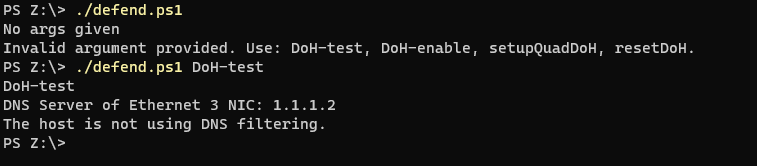 PS Z:\> ./defend.ps1
No args given
Invalid argument provided. Use: DoH-test, DoH-enable, setupQuadDoH, resetDoH.
PS Z:\> ./defend.ps1 DoH-test
DoH-test
DNS Server of Ethernet 3 NIC: 1.1.1.2
The host is not using DNS filtering.
PS Z:\>